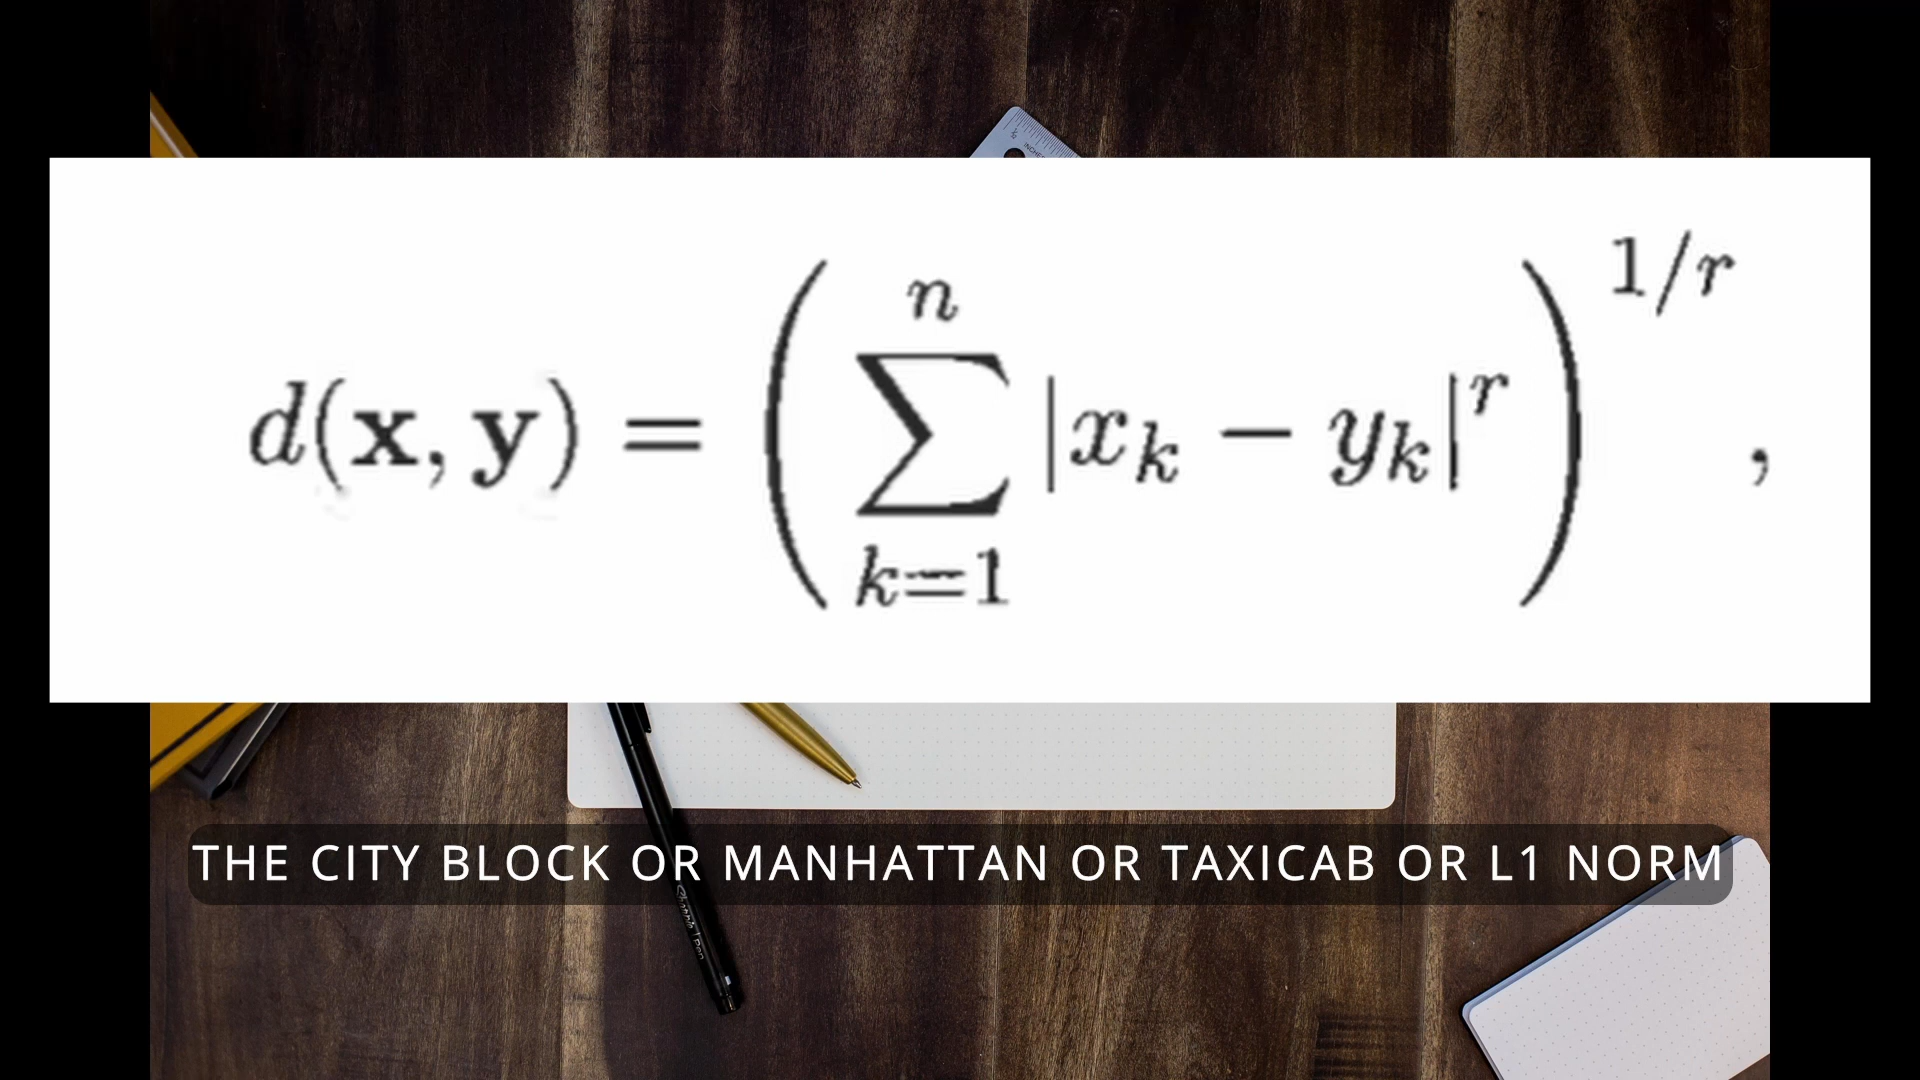 d(x, y) = ( ∑_{k=1}^{n} |x_k − y_k|^r )^{1/r} ,
THE CITY BLOCK OR MANHATTAN OR TAXICAB OR L1 NORM